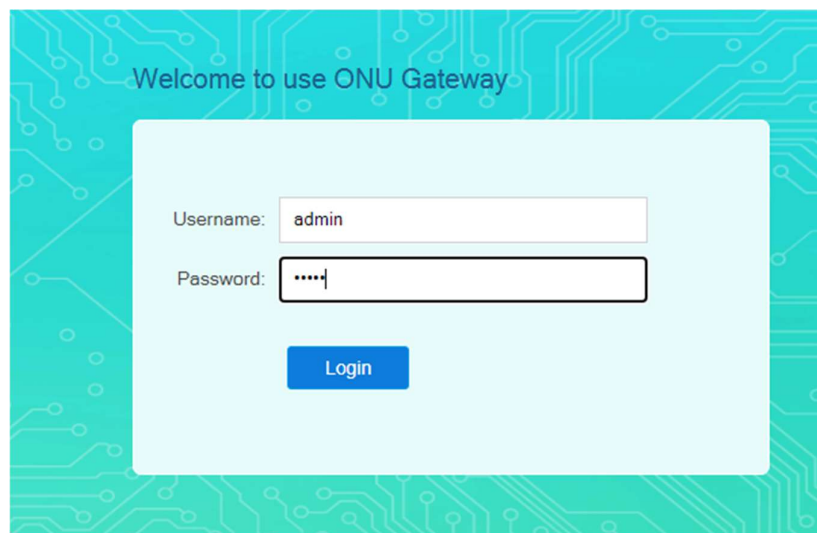 Welcome to use ONU Gateway
Username: admin
Password: •••••
Login